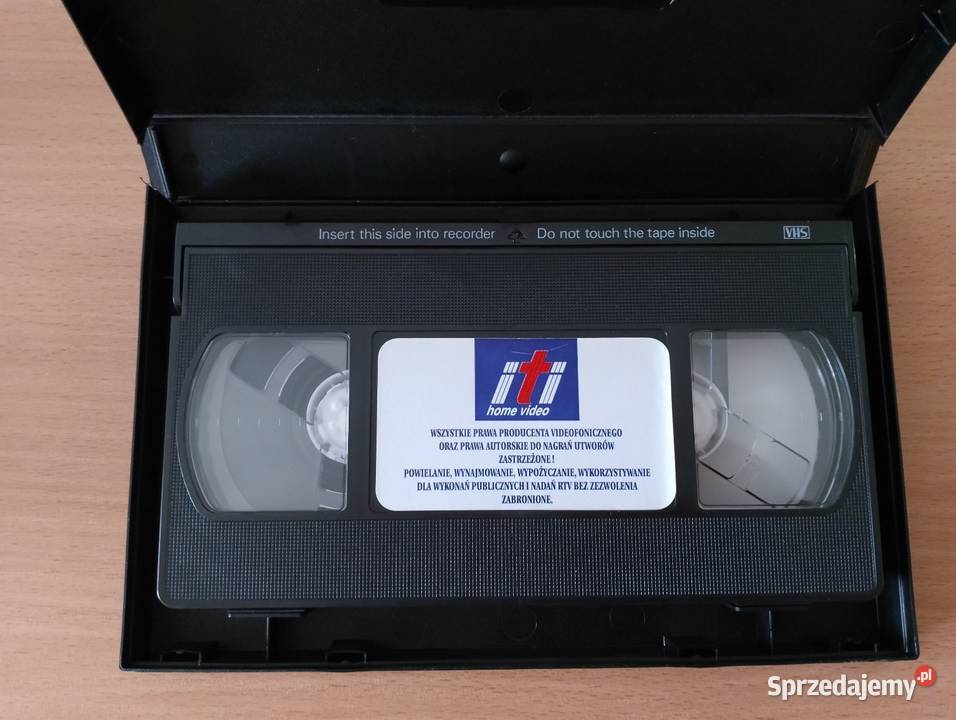 Insert this side into recorder Do not touch the tape inside VHS
iti
home video
WSZYSTKIE PRAWA PRODUCENTA VIDEOFONICZNEGO
ORAZ PRAWA AUTORSKIE DO NAGRAŃ UTWORÓW
ZASTRZEŻONE !
POWIELANIE, WYNAJMOWANIE, WYPOŻYCZANIE, WYKORZYSTYWANIE
DLA WYKONAŃ PUBLICZNYCH I NADAŃ RTV BEZ ZEZWOLENIA
ZABRONIONE.
Sprzedajemy.pl